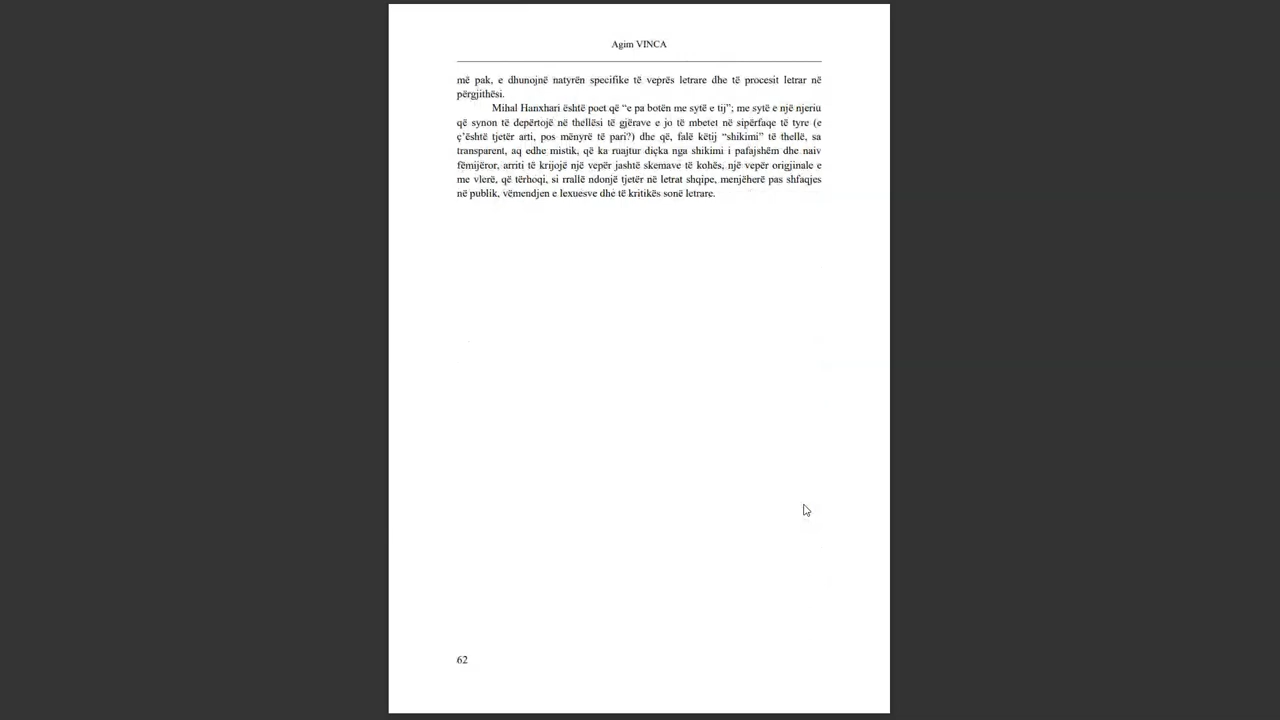 Agim VINCA
më pak, e dhunojnë natyrën specifike të veprës letrare dhe të procesit letrar në
përgjithësi.
Mihal Hanxhari është poet që “e pa botën me sytë e tij”; me sytë e një njeriu
që synon të depërtojë në thellësi të gjërave e jo të mbetet në sipërfaqe të tyre (e
ç’është tjetër arti, pos mënyrë të pari?) dhe që, falë këtij “shikimi” të thellë, sa
transparent, aq edhe mistik, që ka ruajtur diçka nga shikimi i pafajshëm dhe naiv
fëmijëror, arriti të krijojë një vepër jashtë skemave të kohës, një vepër origjinale e
me vlerë, që tërhoqi, si rrallë ndonjë tjetër në letrat shqipe, menjëherë pas shfaqjes
në publik, vëmendjen e lexuesve dhe të kritikës sonë letrare.
62